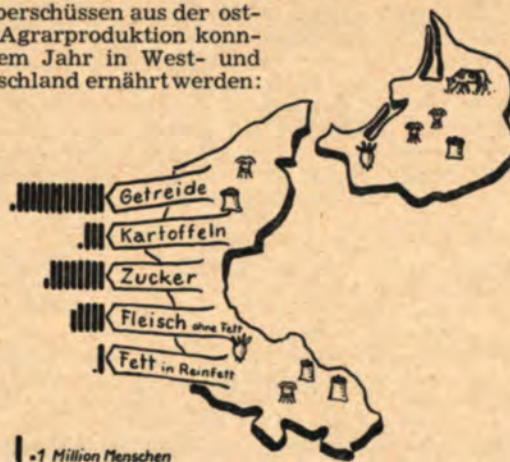 berschüssen aus der ost-
Agrarproduktion konn-
em Jahr in West- und
schland ernährt werden:
Getreide
Kartoffeln
Zucker
Fleisch ohne Fett
Fett in Reinfett
= 1 Million Menschen